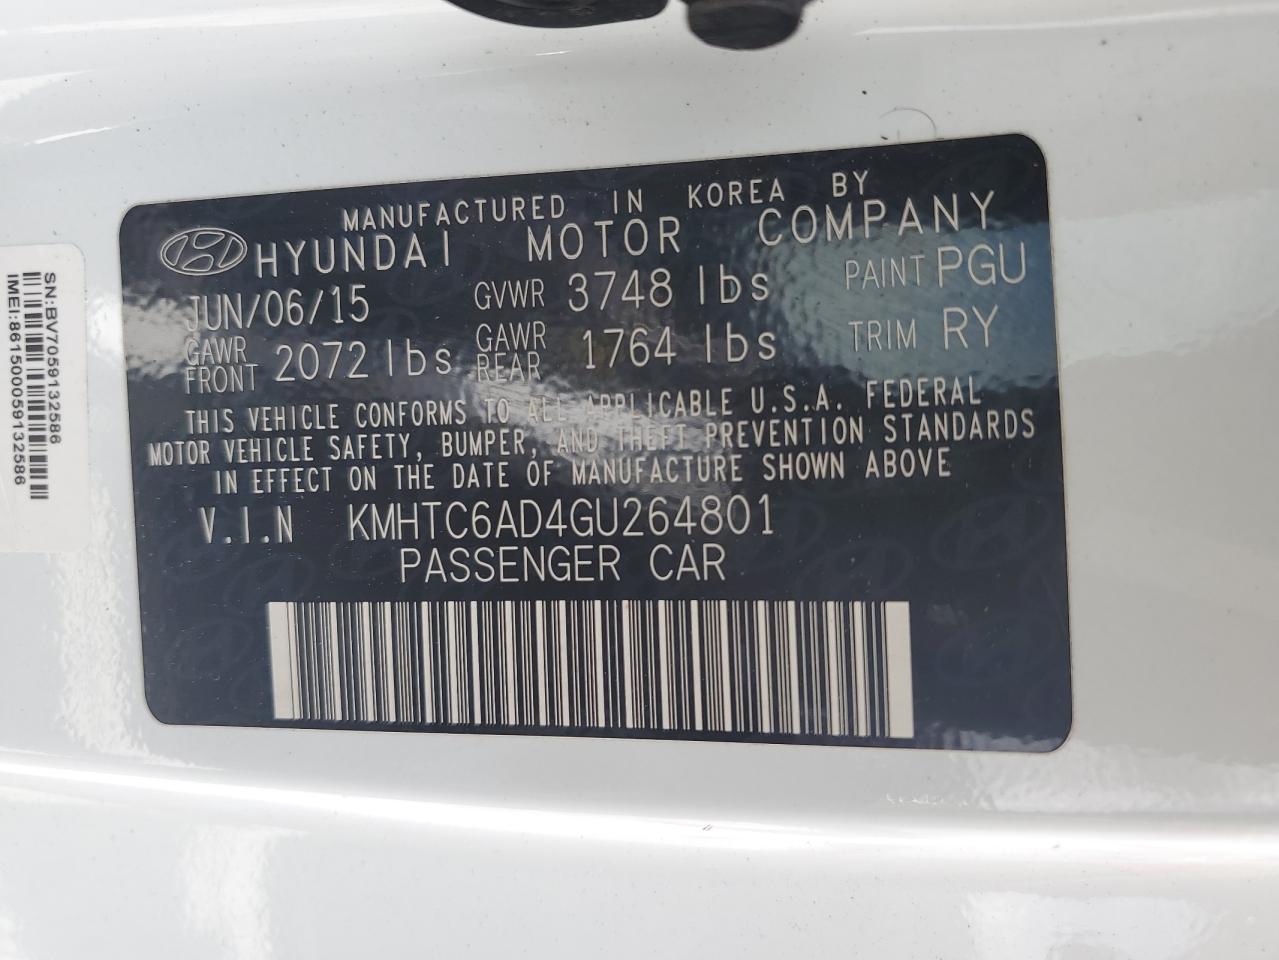 MANUFACTURED IN KOREA BY
HYUNDAI MOTOR COMPANY
JUN/06/15 GVWR 3748 lbs PAINT PGU
GAWR FRONT 2072 lbs GAWR REAR 1764 lbs TRIM RY
THIS VEHICLE CONFORMS TO ALL APPLICABLE U.S.A. FEDERAL
MOTOR VEHICLE SAFETY, BUMPER, AND THEFT PREVENTION STANDARDS
IN EFFECT ON THE DATE OF MANUFACTURE SHOWN ABOVE
V.I.N KMHTC6AD4GU264801
PASSENGER CAR
SN:BV7059132586
IMEI:861500059132586